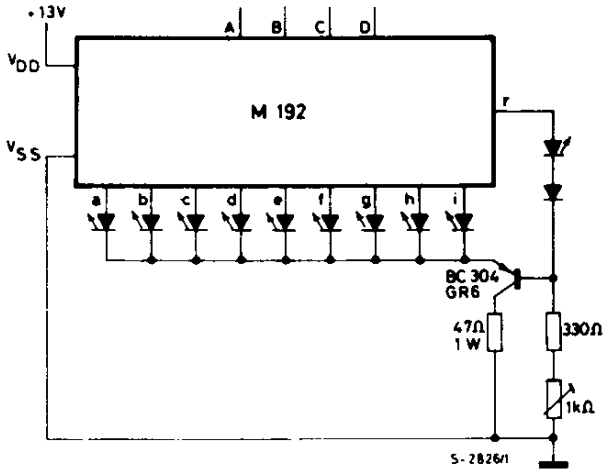 +13V
A B C D
VDD
M 192
r
VSS
a b c d e f g h i
BC 304
GR6
47Ω
1 W
330Ω
1kΩ
S-2826/1